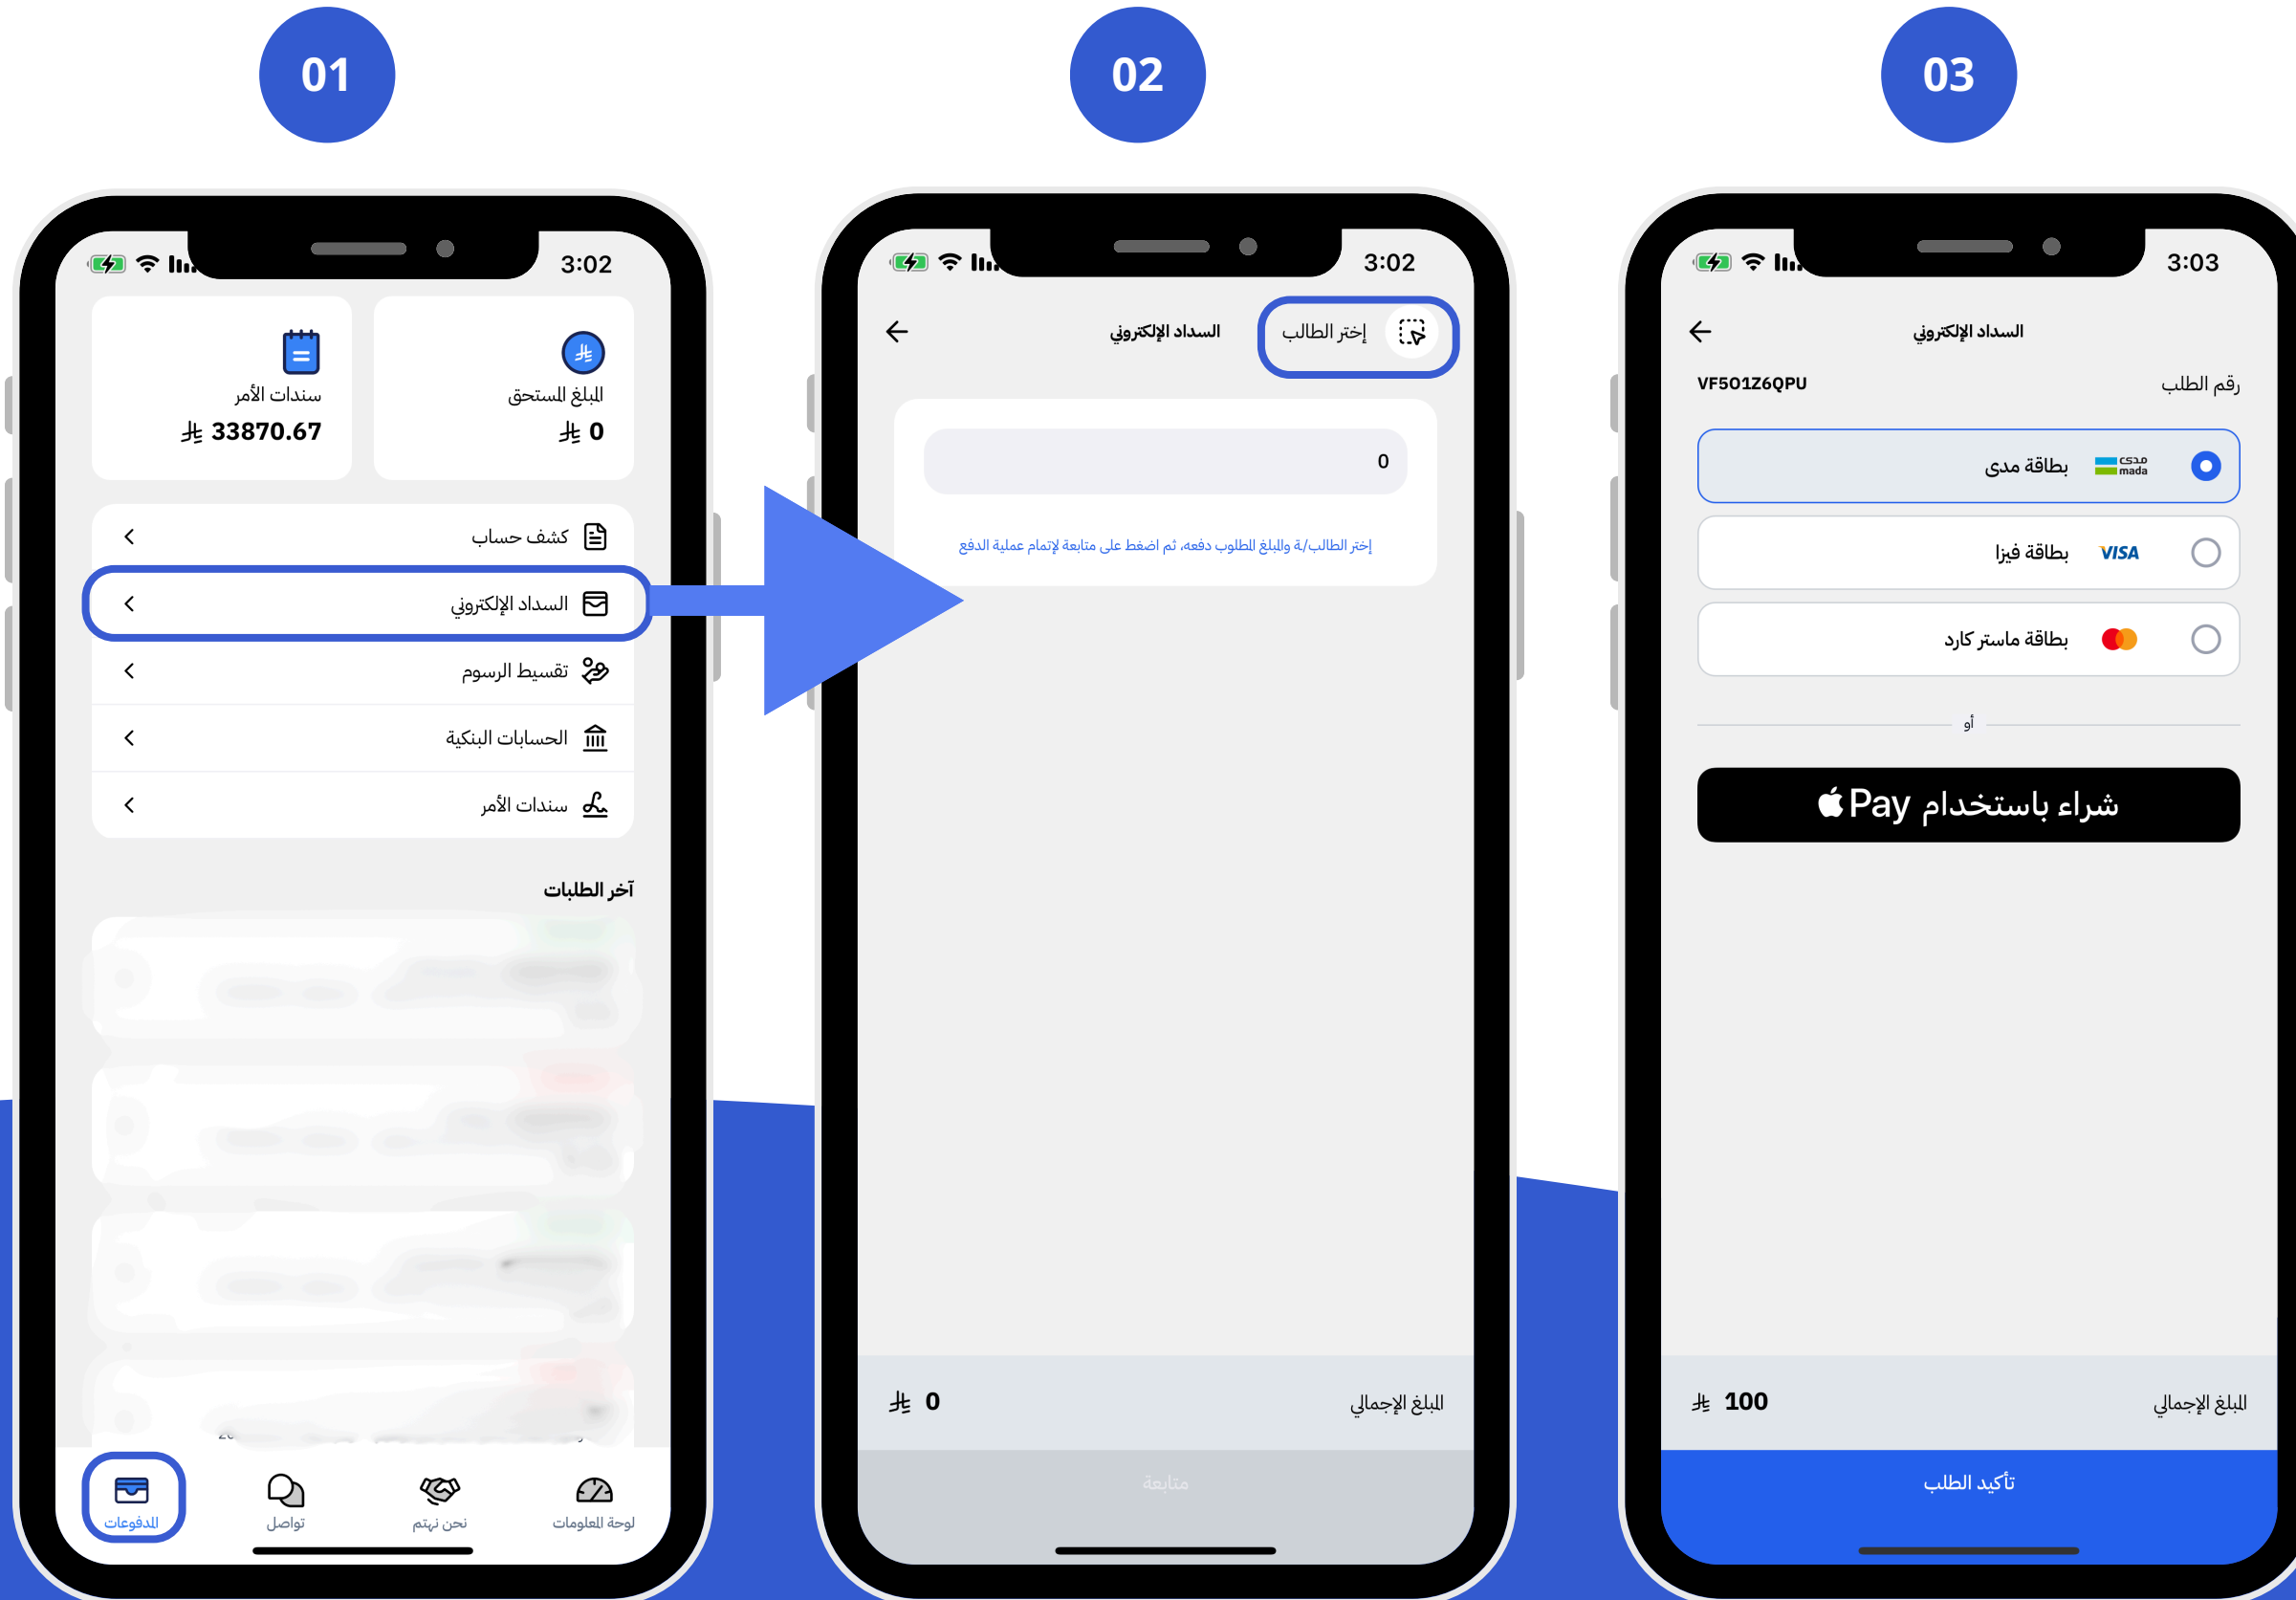 01
3:02
المبلغ المستحق
0
سندات الأمر
33870.67
كشف حساب
السداد الإلكتروني
تقسيط الرسوم
الحسابات البنكية
سندات الأمر
آخر الطلبات
لوحة المعلومات
نحن نهتم
تواصل
المدفوعات
02
3:02
إختر الطالب
السداد الإلكتروني
0
إختر الطالب/ـة والمبلغ المطلوب دفعه، ثم اضغط على متابعة لإتمام عملية الدفع
المبلغ الإجمالي 0
متابعة
03
3:03
السداد الإلكتروني
رقم الطلب VF5O1Z6QPU
مدى mada بطاقة مدى
VISA بطاقة فيزا
بطاقة ماستر كارد
أو
شراء باستخدام Pay
المبلغ الإجمالي 100
تأكيد الطلب